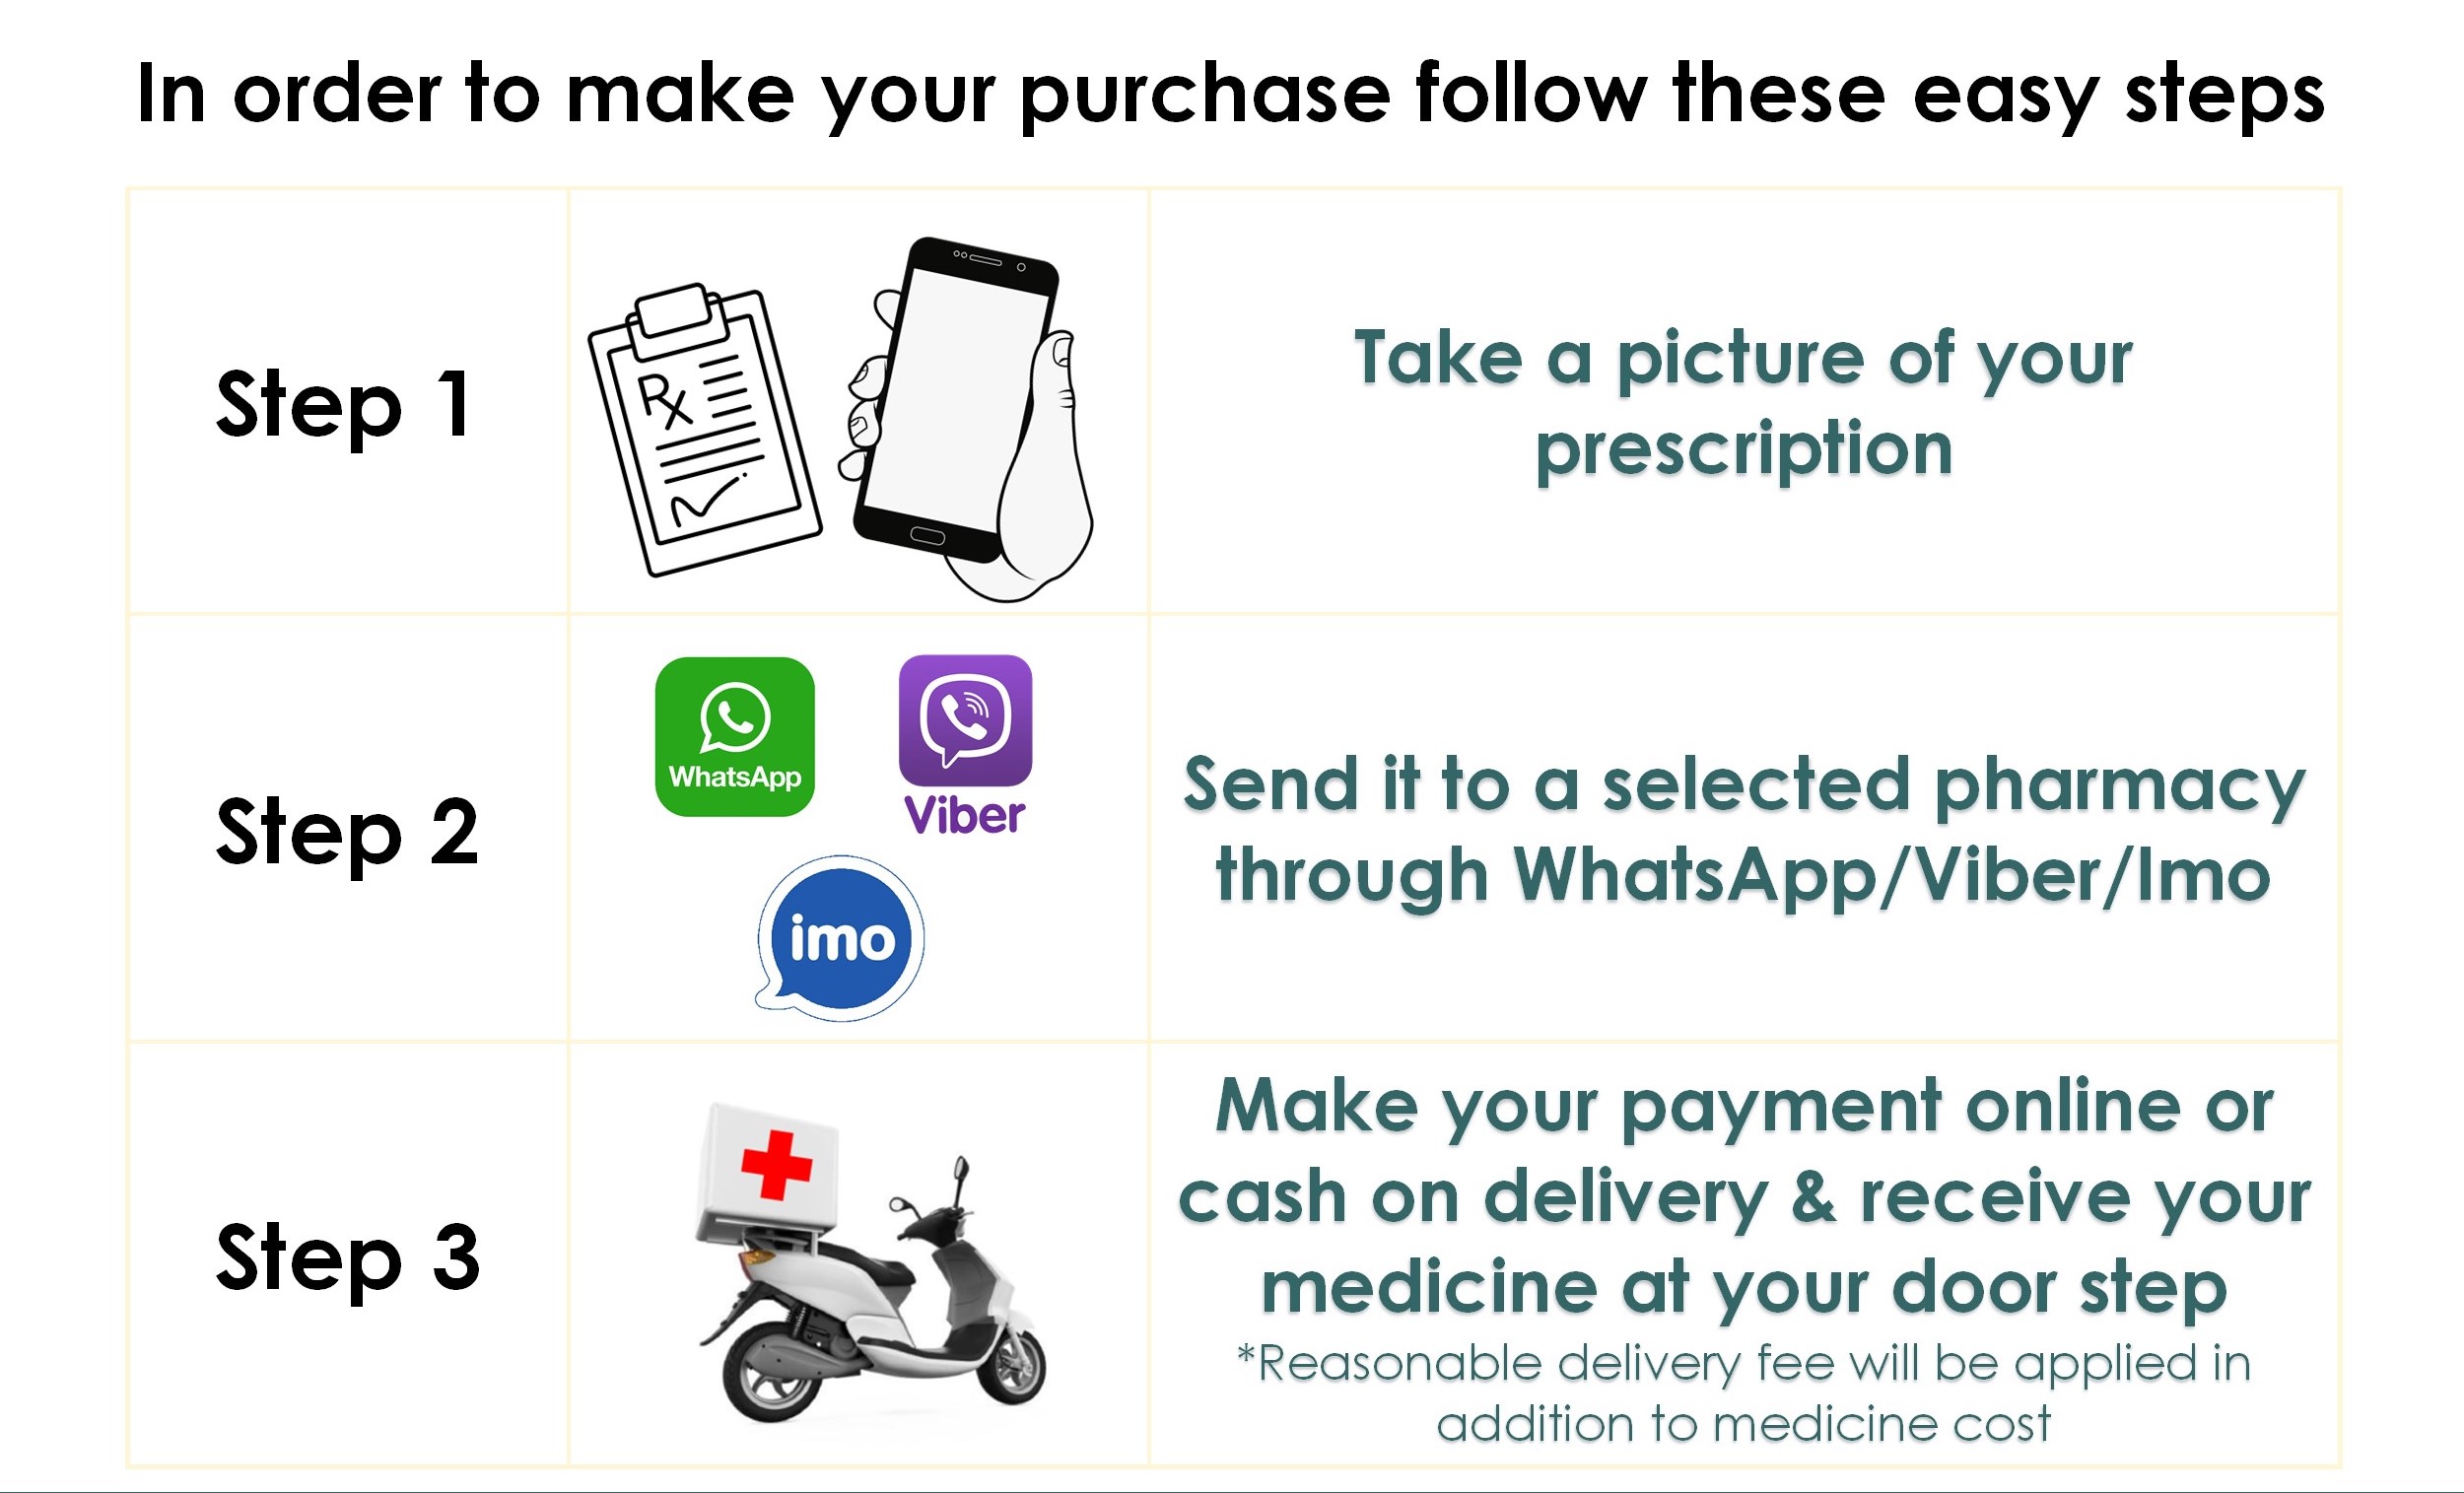 In order to make your purchase follow these easy steps
Step 1
Rx
Take a picture of your
prescription
Step 2
WhatsApp
Viber
imo
Send it to a selected pharmacy
through WhatsApp/Viber/Imo
Step 3
Make your payment online or
cash on delivery & receive your
medicine at your door step
*Reasonable delivery fee will be applied in
addition to medicine cost